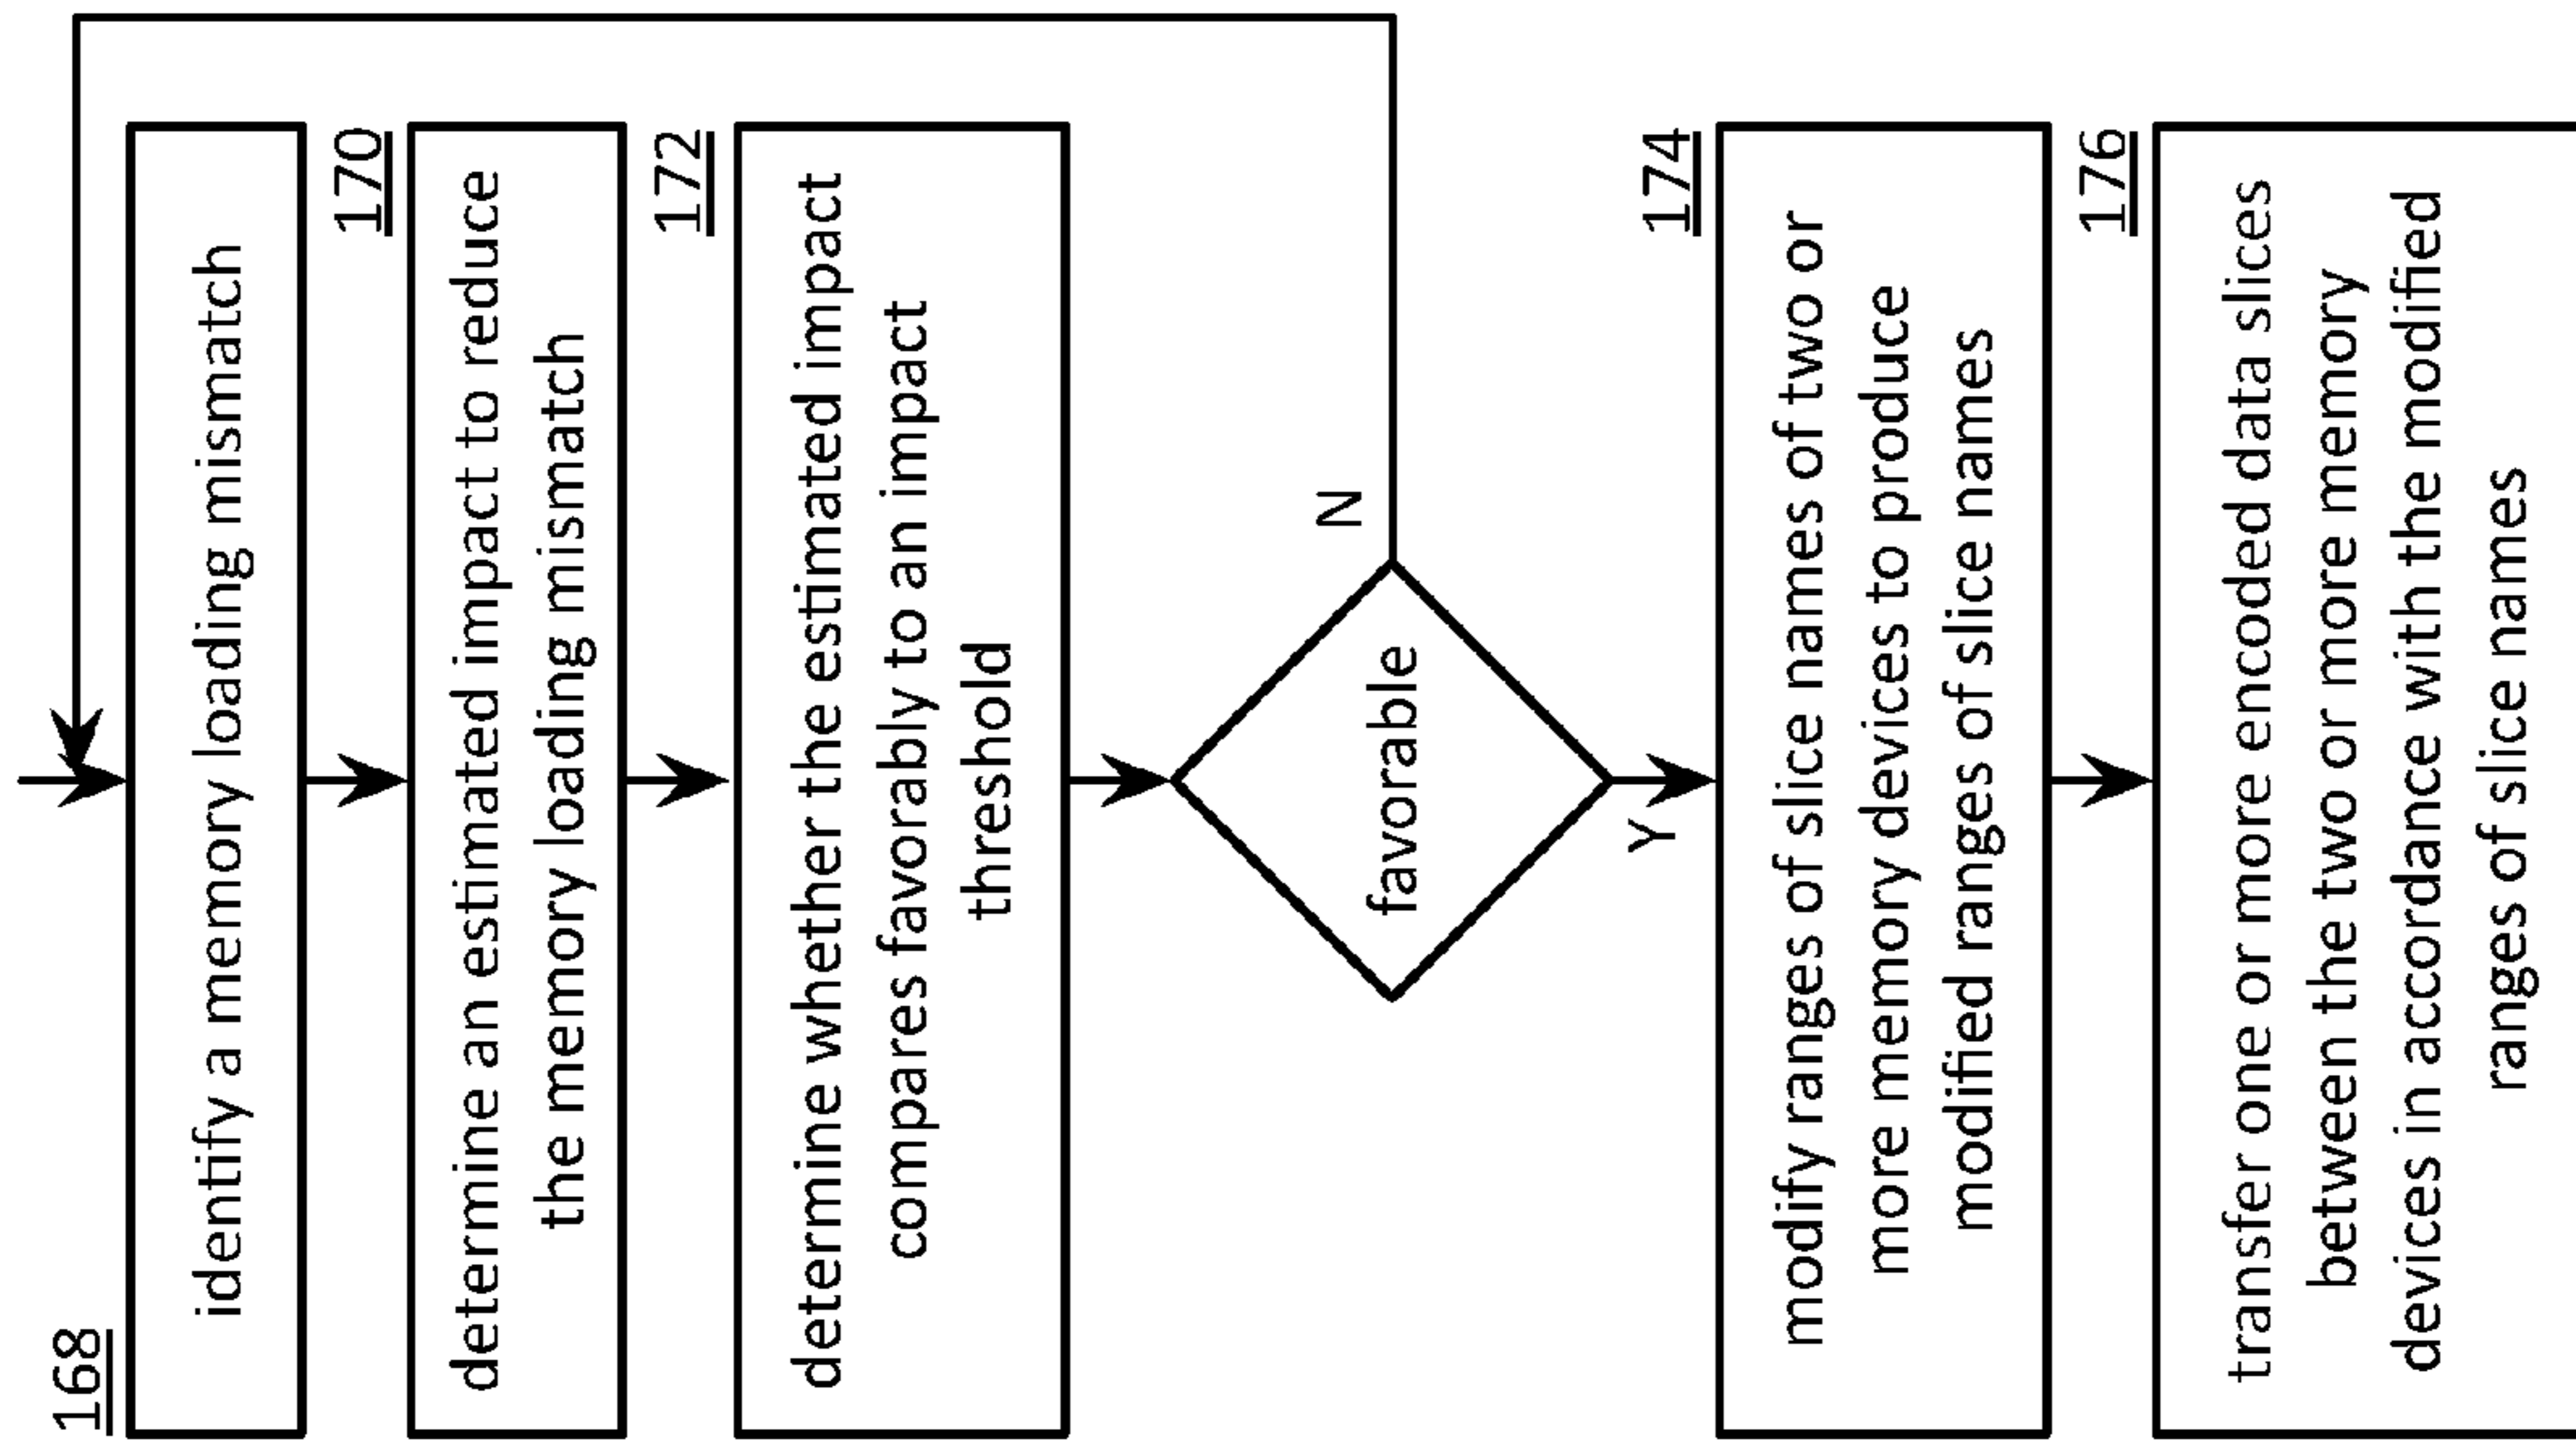 168
identify a memory loading mismatch
170
determine an estimated impact to reduce
the memory loading mismatch
172
determine whether the estimated impact
compares favorably to an impact
threshold
favorable
N
Y
174
modify ranges of slice names of two or
more memory devices to produce
modified ranges of slice names
176
transfer one or more encoded data slices
between the two or more memory
devices in accordance with the modified
ranges of slice names